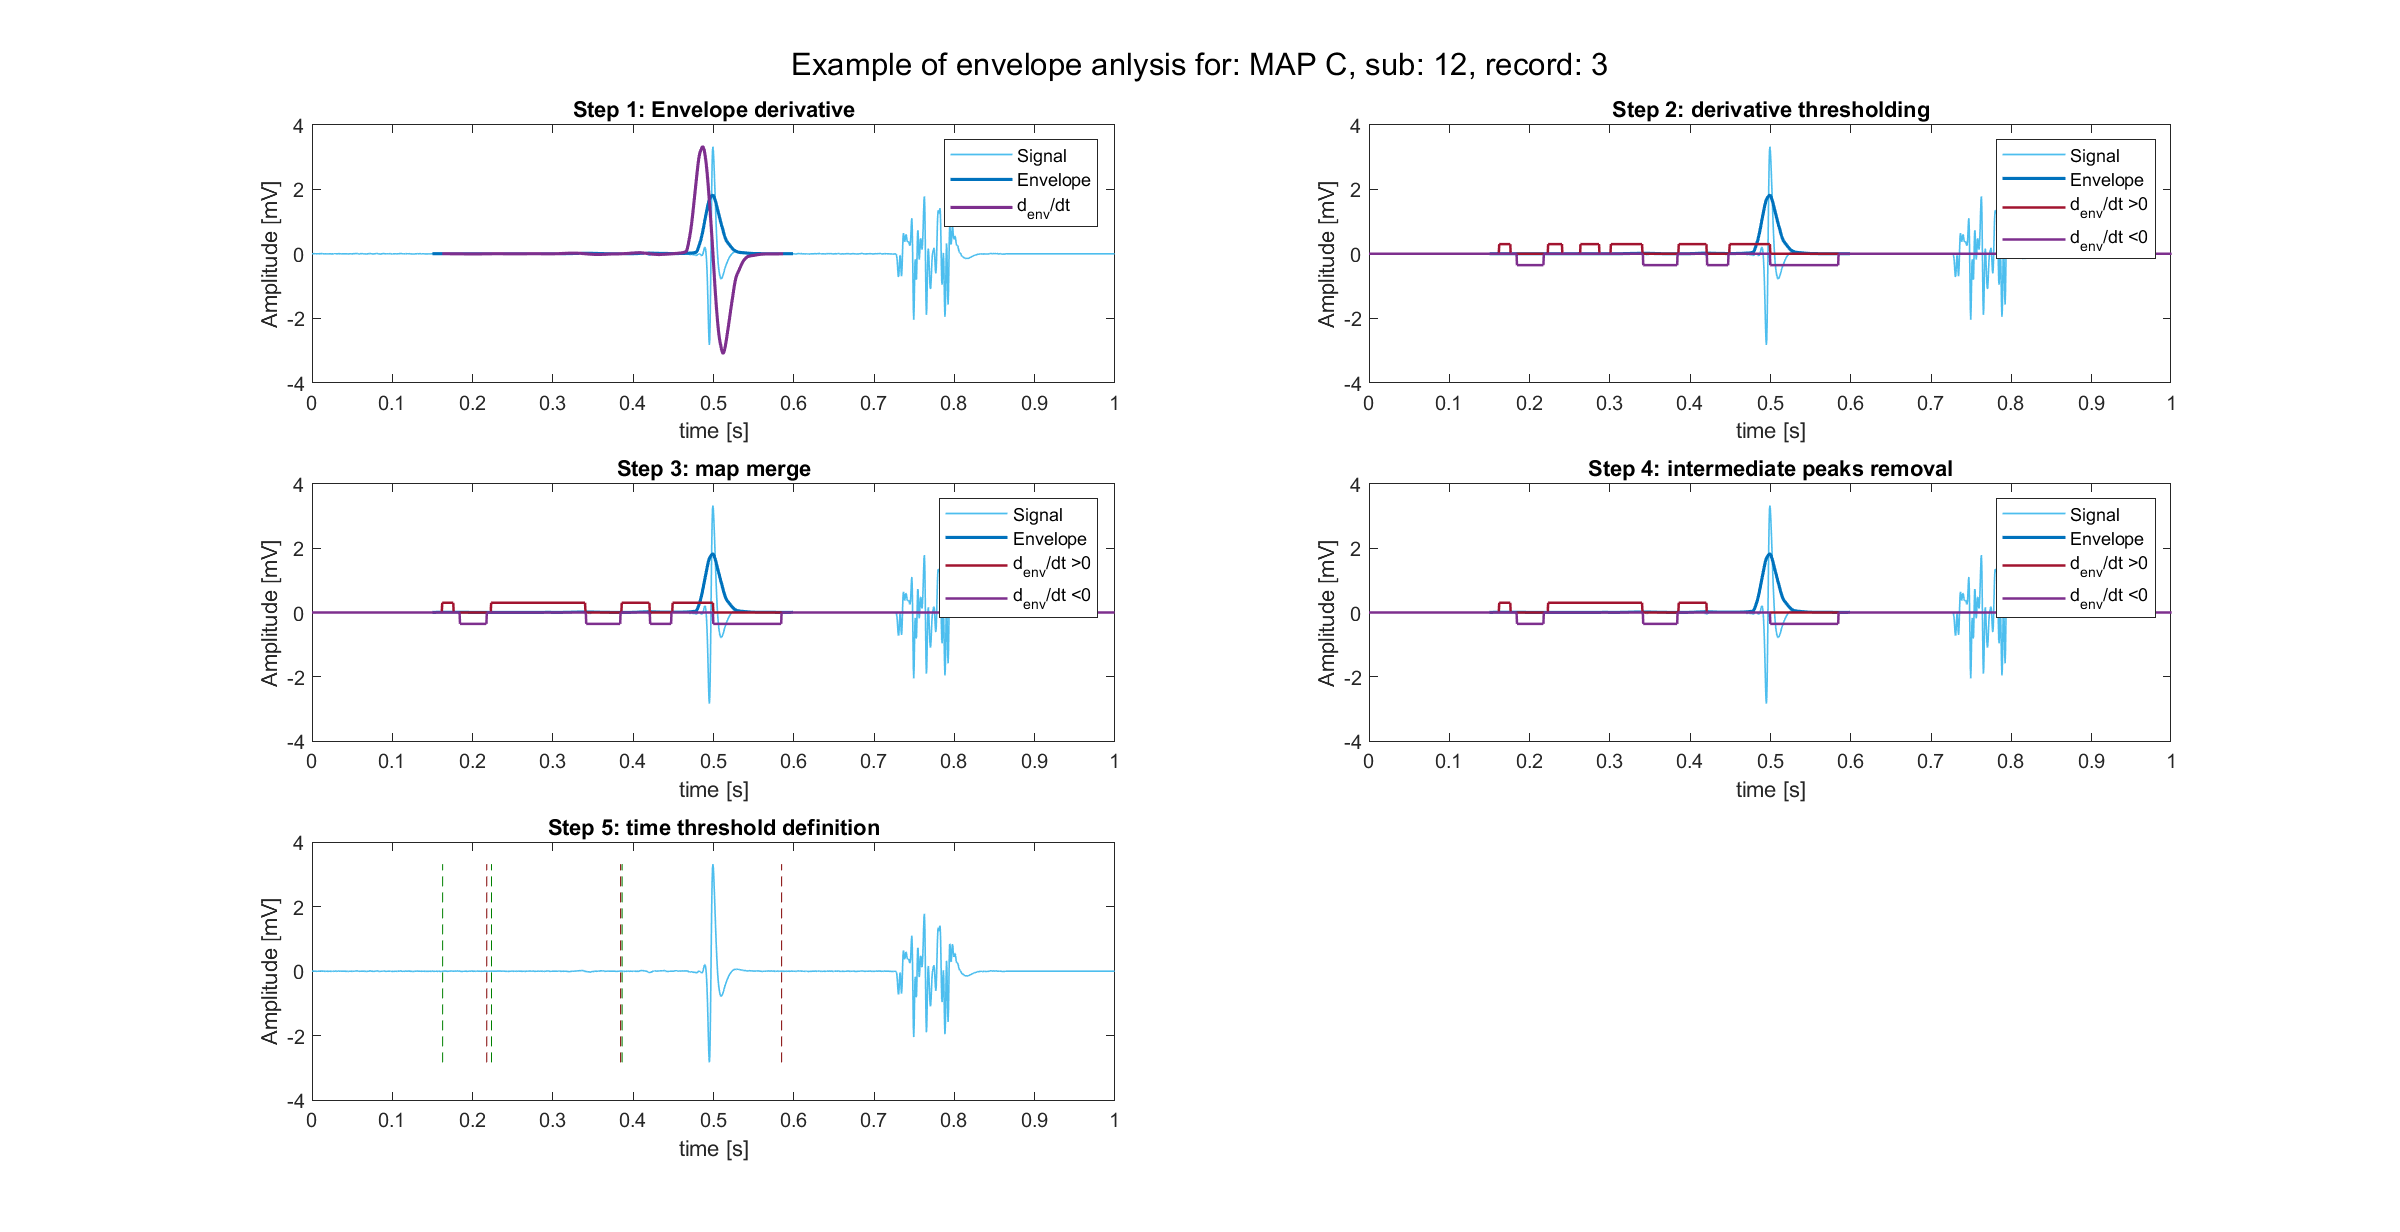 Example of envelope anlysis for: MAP C, sub: 12, record: 3
Step 1: Envelope derivative
Amplitude [mV]
4
2
0
-2
-4
0 0.1 0.2 0.3 0.4 0.5 0.6 0.7 0.8 0.9 1
time [s]
Signal
Envelope
d_env/dt
Step 2: derivative thresholding
Amplitude [mV]
4
2
0
-2
-4
0 0.1 0.2 0.3 0.4 0.5 0.6 0.7 0.8 0.9 1
time [s]
Signal
Envelope
d_env/dt >0
d_env/dt <0
Step 3: map merge
Amplitude [mV]
4
2
0
-2
-4
0 0.1 0.2 0.3 0.4 0.5 0.6 0.7 0.8 0.9 1
time [s]
Signal
Envelope
d_env/dt >0
d_env/dt <0
Step 4: intermediate peaks removal
Amplitude [mV]
4
2
0
-2
-4
0 0.1 0.2 0.3 0.4 0.5 0.6 0.7 0.8 0.9 1
time [s]
Signal
Envelope
d_env/dt >0
d_env/dt <0
Step 5: time threshold definition
Amplitude [mV]
4
2
0
-2
-4
0 0.1 0.2 0.3 0.4 0.5 0.6 0.7 0.8 0.9 1
time [s]